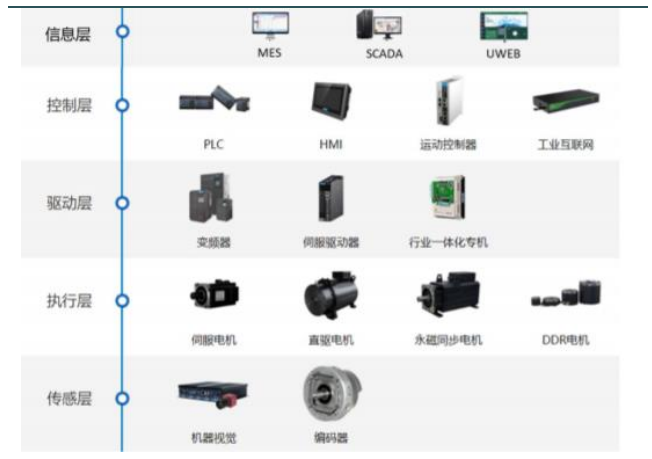 信息层
MES SCADA UWEB
控制层
PLC HMI 运动控制器 工业互联网
驱动层
变频器 伺服驱动器 行业一体化专机
执行层
伺服电机 直驱电机 永磁同步电机 DDR电机
传感层
机器视觉 编码器